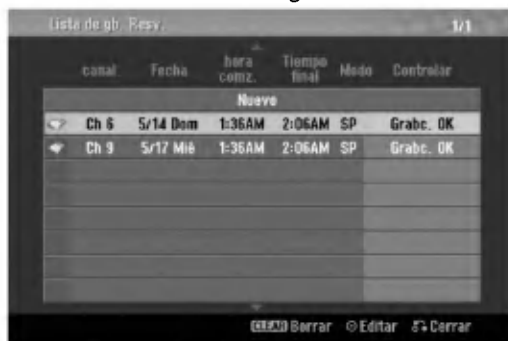 Lista de gb. Resv. 1/1
canal Fecha hora comz. Tiempo final Modo Controlar
Nuevo
Ch 6 5/14 Dom 1:36AM 2:06AM SP Grabc. OK
Ch 9 5/17 Mié 1:36AM 2:06AM SP Grabc. OK
CLEAR Borrar Editar Cerrar